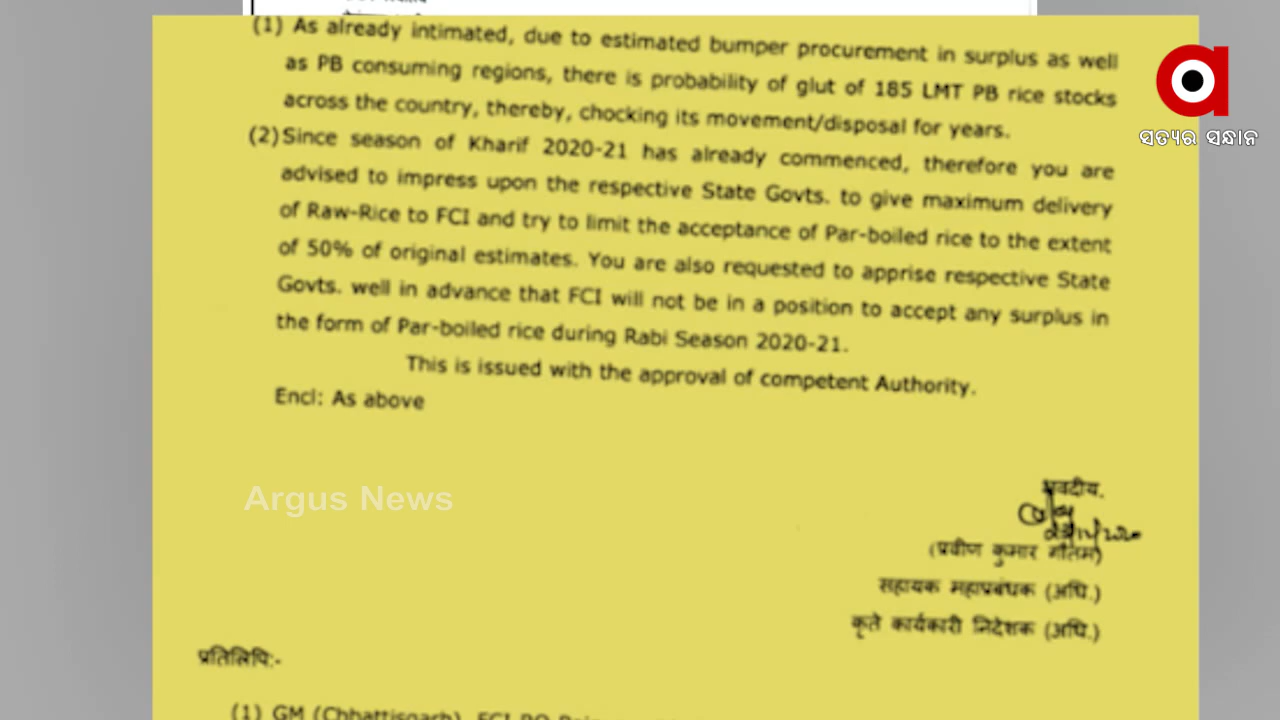 (1) As already intimated, due to estimated bumper procurement in surplus as well
as PB consuming regions, there is probability of glut of 185 LMT PB rice stocks
across the country, thereby, chocking its movement/disposal for years.
(2) Since season of Kharif 2020-21 has already commenced, therefore you are
advised to impress upon the respective State Govts. to give maximum delivery
of Raw-Rice to FCI and try to limit the acceptance of Par-boiled rice to the extent
of 50% of original estimates. You are also requested to apprise respective State
Govts. well in advance that FCI will not be in a position to accept any surplus in
the form of Par-boiled rice during Rabi Season 2020-21.
This is issued with the approval of competent Authority.
Encl: As above
भवदीय.
(प्रवीण कुमार गौतम)
सहायक महाप्रबंधक (अधि.)
कृते कार्यकारी निदेशक (अधि.)
प्रतिलिपि:-
(1) GM (Chhattisgarh), FCI RO
Argus News
ସତ୍ୟର ସନ୍ଧାନ